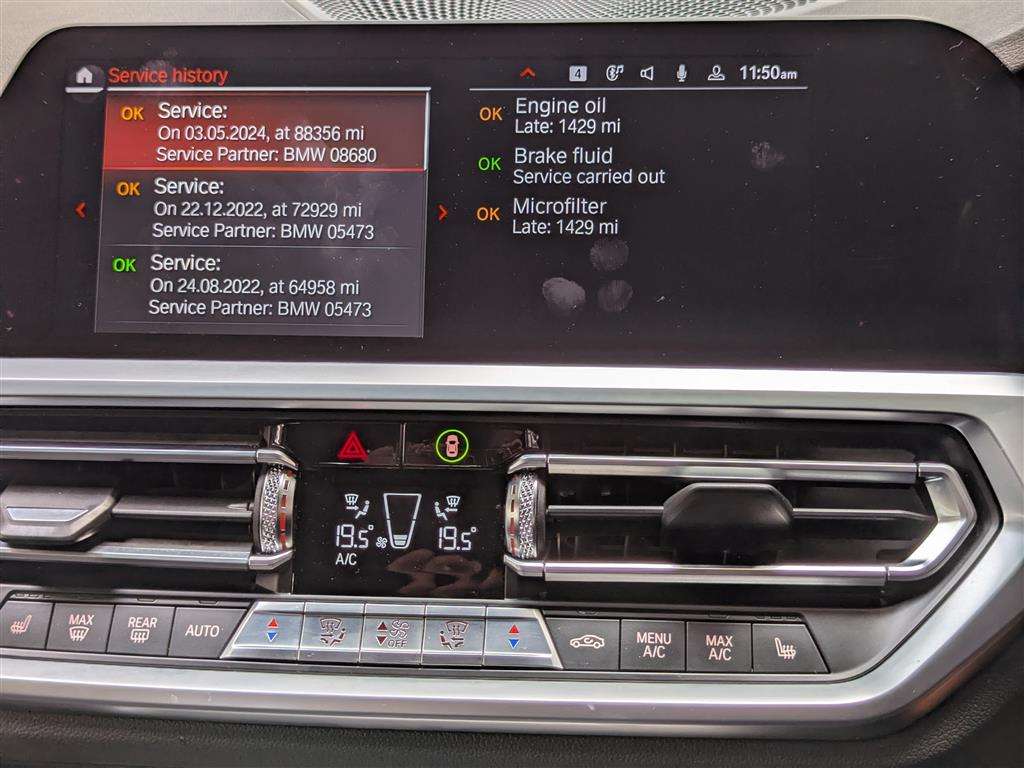 Service history
4
11:50am
OK Service:
On 03.05.2024, at 88356 mi
Service Partner: BMW 08680
OK Service:
On 22.12.2022, at 72929 mi
Service Partner: BMW 05473
OK Service:
On 24.08.2022, at 64958 mi
Service Partner: BMW 05473
OK Engine oil
Late: 1429 mi
OK Brake fluid
Service carried out
OK Microfilter
Late: 1429 mi
19.5°
19.5°
A/C
MAX
REAR
AUTO
OFF
MENU
A/C
MAX
A/C